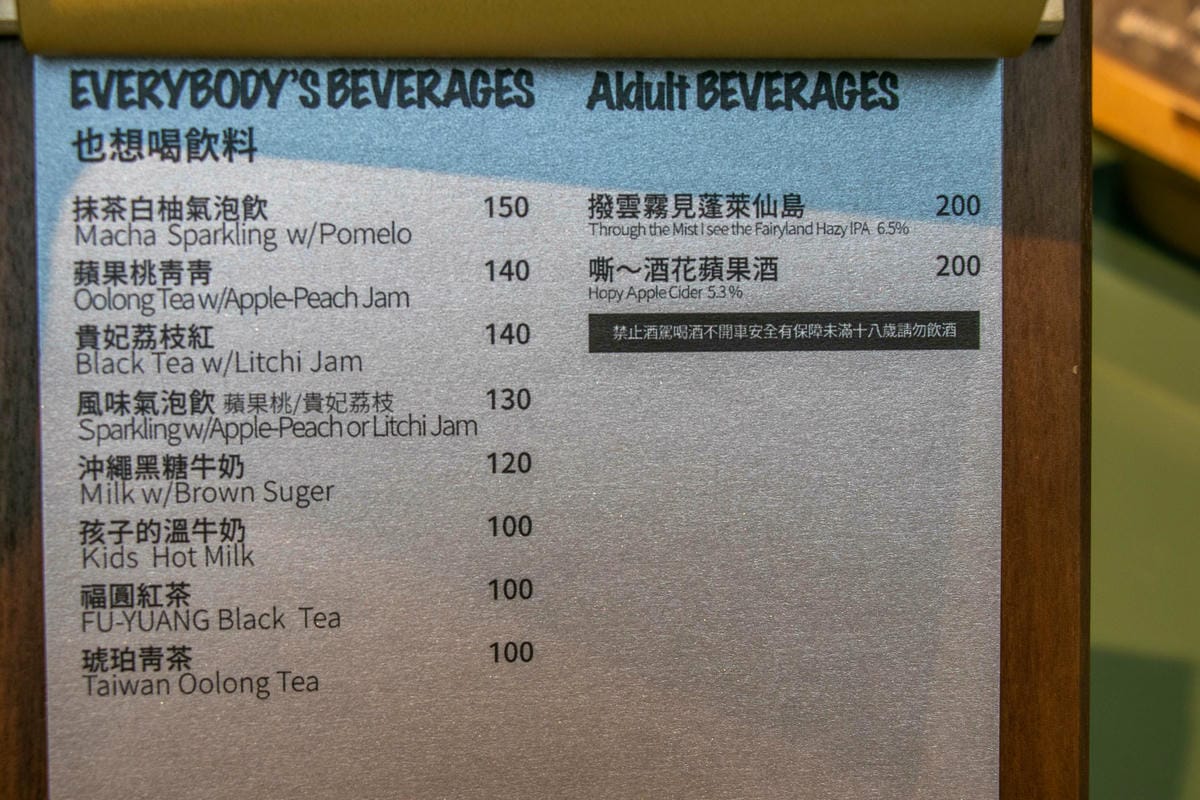 EVERYBODY'S BEVERAGES
也想喝飲料
抹茶白柚氣泡飲 150
Macha Sparkling w/Pomelo
蘋果桃靑靑 140
Oolong Tea w/Apple-Peach Jam
貴妃荔枝紅 140
Black Tea w/Litchi Jam
風味氣泡飲 蘋果桃/貴妃荔枝 130
Sparkling w/Apple-Peach or Litchi Jam
沖繩黑糖牛奶 120
Milk w/Brown Suger
孩子的溫牛奶 100
Kids Hot Milk
福圓紅茶 100
FU-YUANG Black Tea
琥珀靑茶 100
Taiwan Oolong Tea
Aldult BEVERAGES
撥雲霧見蓬萊仙島 200
Through the Mist I see the Fairyland Hazy IPA 6.5%
嘶～酒花蘋果酒 200
Hopy Apple Cider 5.3%
禁止酒駕喝酒不開車安全有保障未滿十八歲請勿飲酒